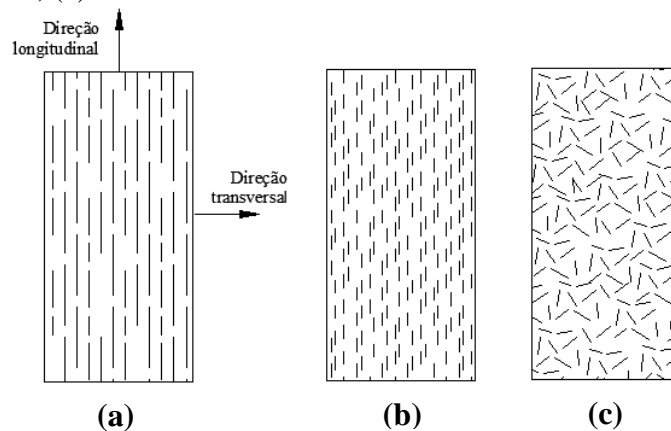 Direção
longitudinal
Direção
transversal
(a)
(b)
(c)